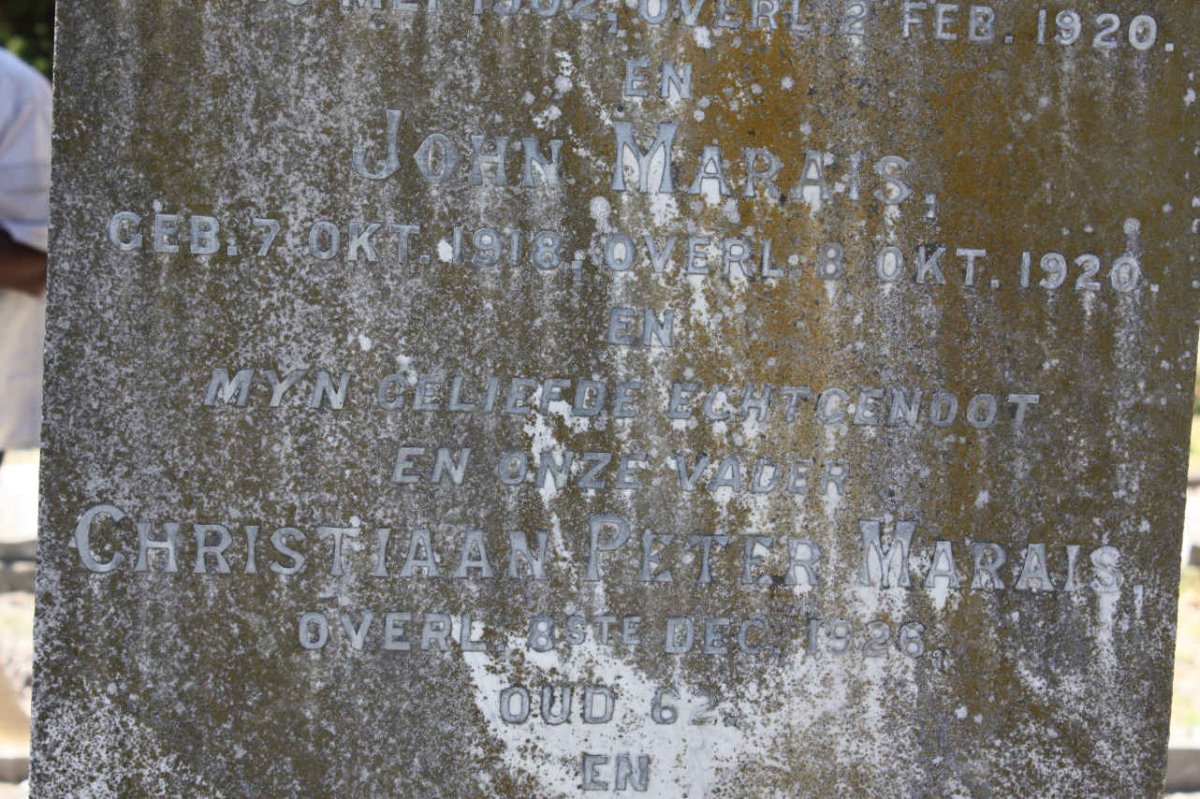 MEI 1902, OVERL 2 FEB. 1920.
EN
JOHN MARAIS,
GEB. 7 OKT. 1918, OVERL. 8 OKT. 1920.
EN
MYN GELIEFDE ECHTGENOOT
EN ONZE VADER
CHRISTIAAN PETER MARAIS,
OVERL. 8STE DEC. 1926.
OUD 62.
EN